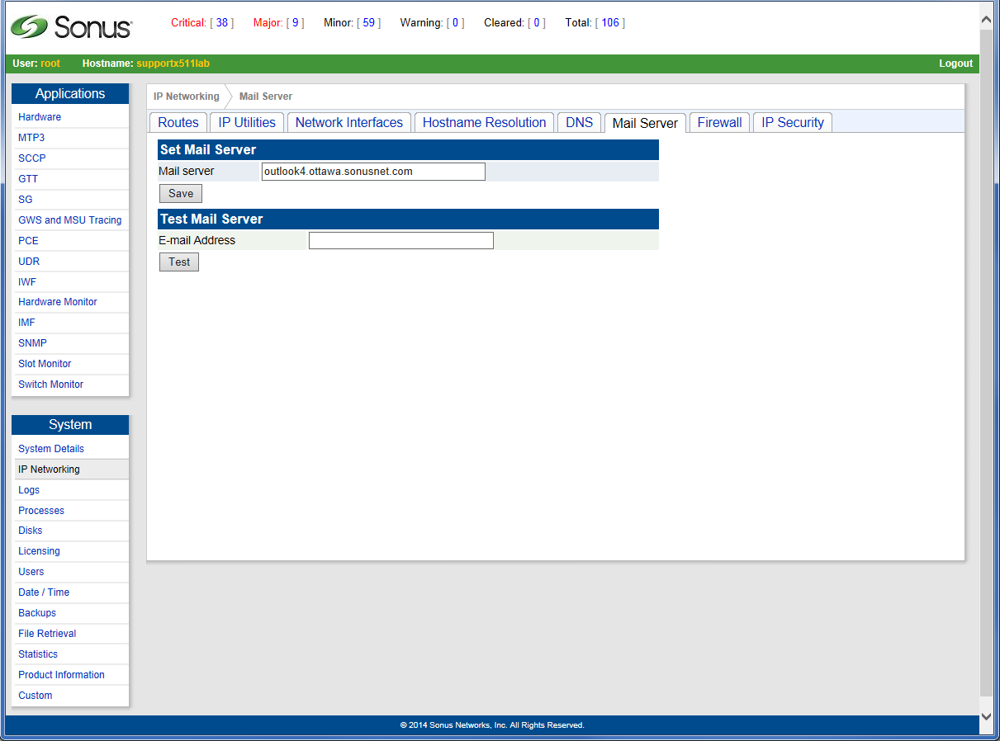 Sonus
Critical: [ 38 ] Major: [ 9 ] Minor: [ 59 ] Warning: [ 0 ] Cleared: [ 0 ] Total: [ 106 ]
User: root Hostname: supportx511lab Logout
Applications
Hardware
MTP3
SCCP
GTT
SG
GWS and MSU Tracing
PCE
UDR
IWF
Hardware Monitor
IMF
SNMP
Slot Monitor
Switch Monitor
System
System Details
IP Networking
Logs
Processes
Disks
Licensing
Users
Date / Time
Backups
File Retrieval
Statistics
Product Information
Custom
IP Networking Mail Server
Routes IP Utilities Network Interfaces Hostname Resolution DNS Mail Server Firewall IP Security
Set Mail Server
Mail server outlook4.ottawa.sonusnet.com
Save
Test Mail Server
E-mail Address
Test
© 2014 Sonus Networks, Inc. All Rights Reserved.